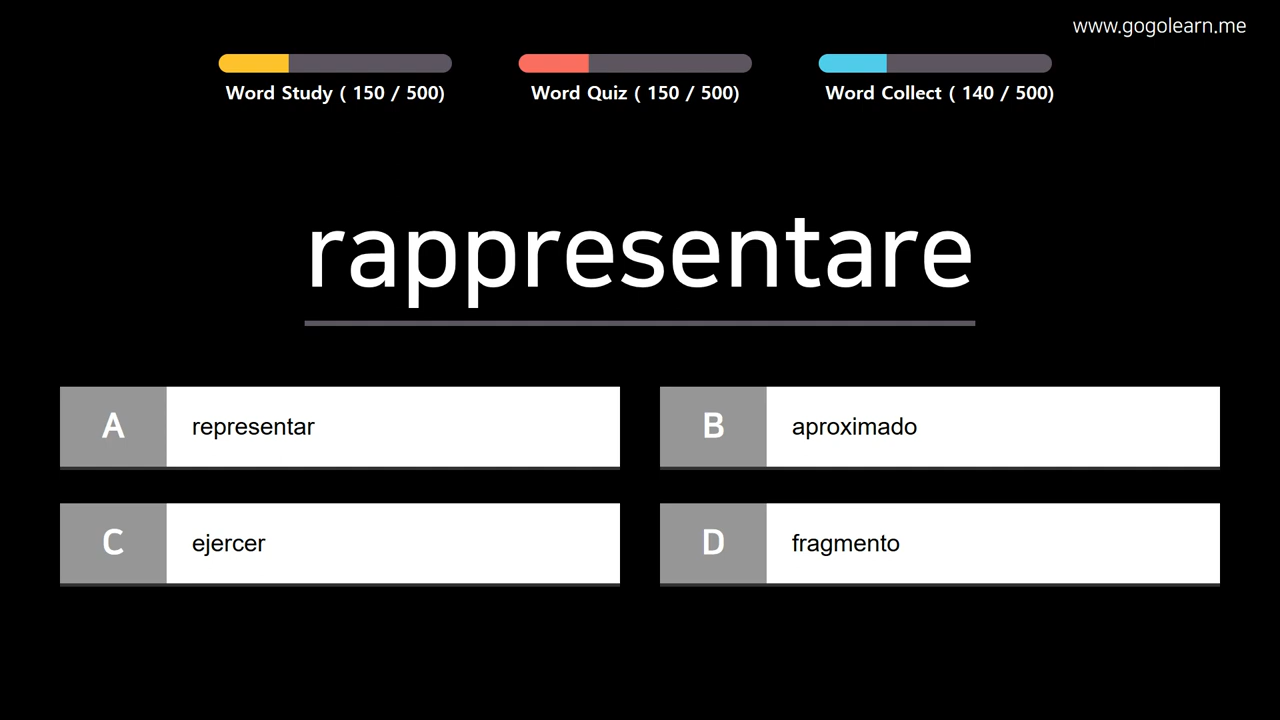 www.gogolearn.me
Word Study ( 150 / 500)
Word Quiz ( 150 / 500)
Word Collect ( 140 / 500)
rappresentare
A
representar
B
aproximado
C
ejercer
D
fragmento